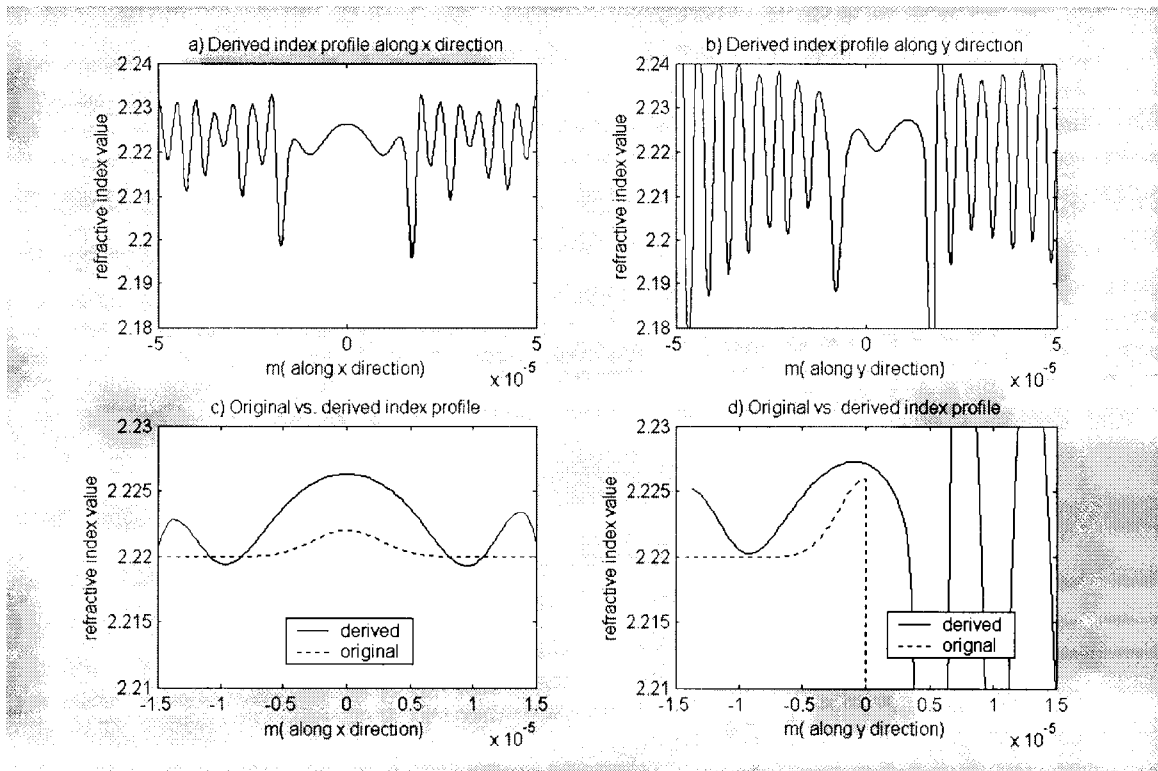 a) Derived index profile along x direction
2.24
2.23
2.22
2.21
2.2
2.19
2.18
refractive index value
-5
0
5
m( along x direction)
x 10⁻⁵
b) Derived index profile along y direction
2.24
2.23
2.22
2.21
2.2
2.19
2.18
refractive index value
-5
0
5
m( along y direction)
x 10⁻⁵
c) Original vs. derived index profile
2.23
2.225
2.22
2.215
2.21
refractive index value
derived
original
-1.5
-1
-0.5
0
0.5
1
1.5
m( along x direction)
x 10⁻⁵
d) Original vs. derived index profile
2.23
2.225
2.22
2.215
2.21
refractive index value
derived
orignal
-1.5
-1
-0.5
0
0.5
1
1.5
m( along y direction)
x 10⁻⁵